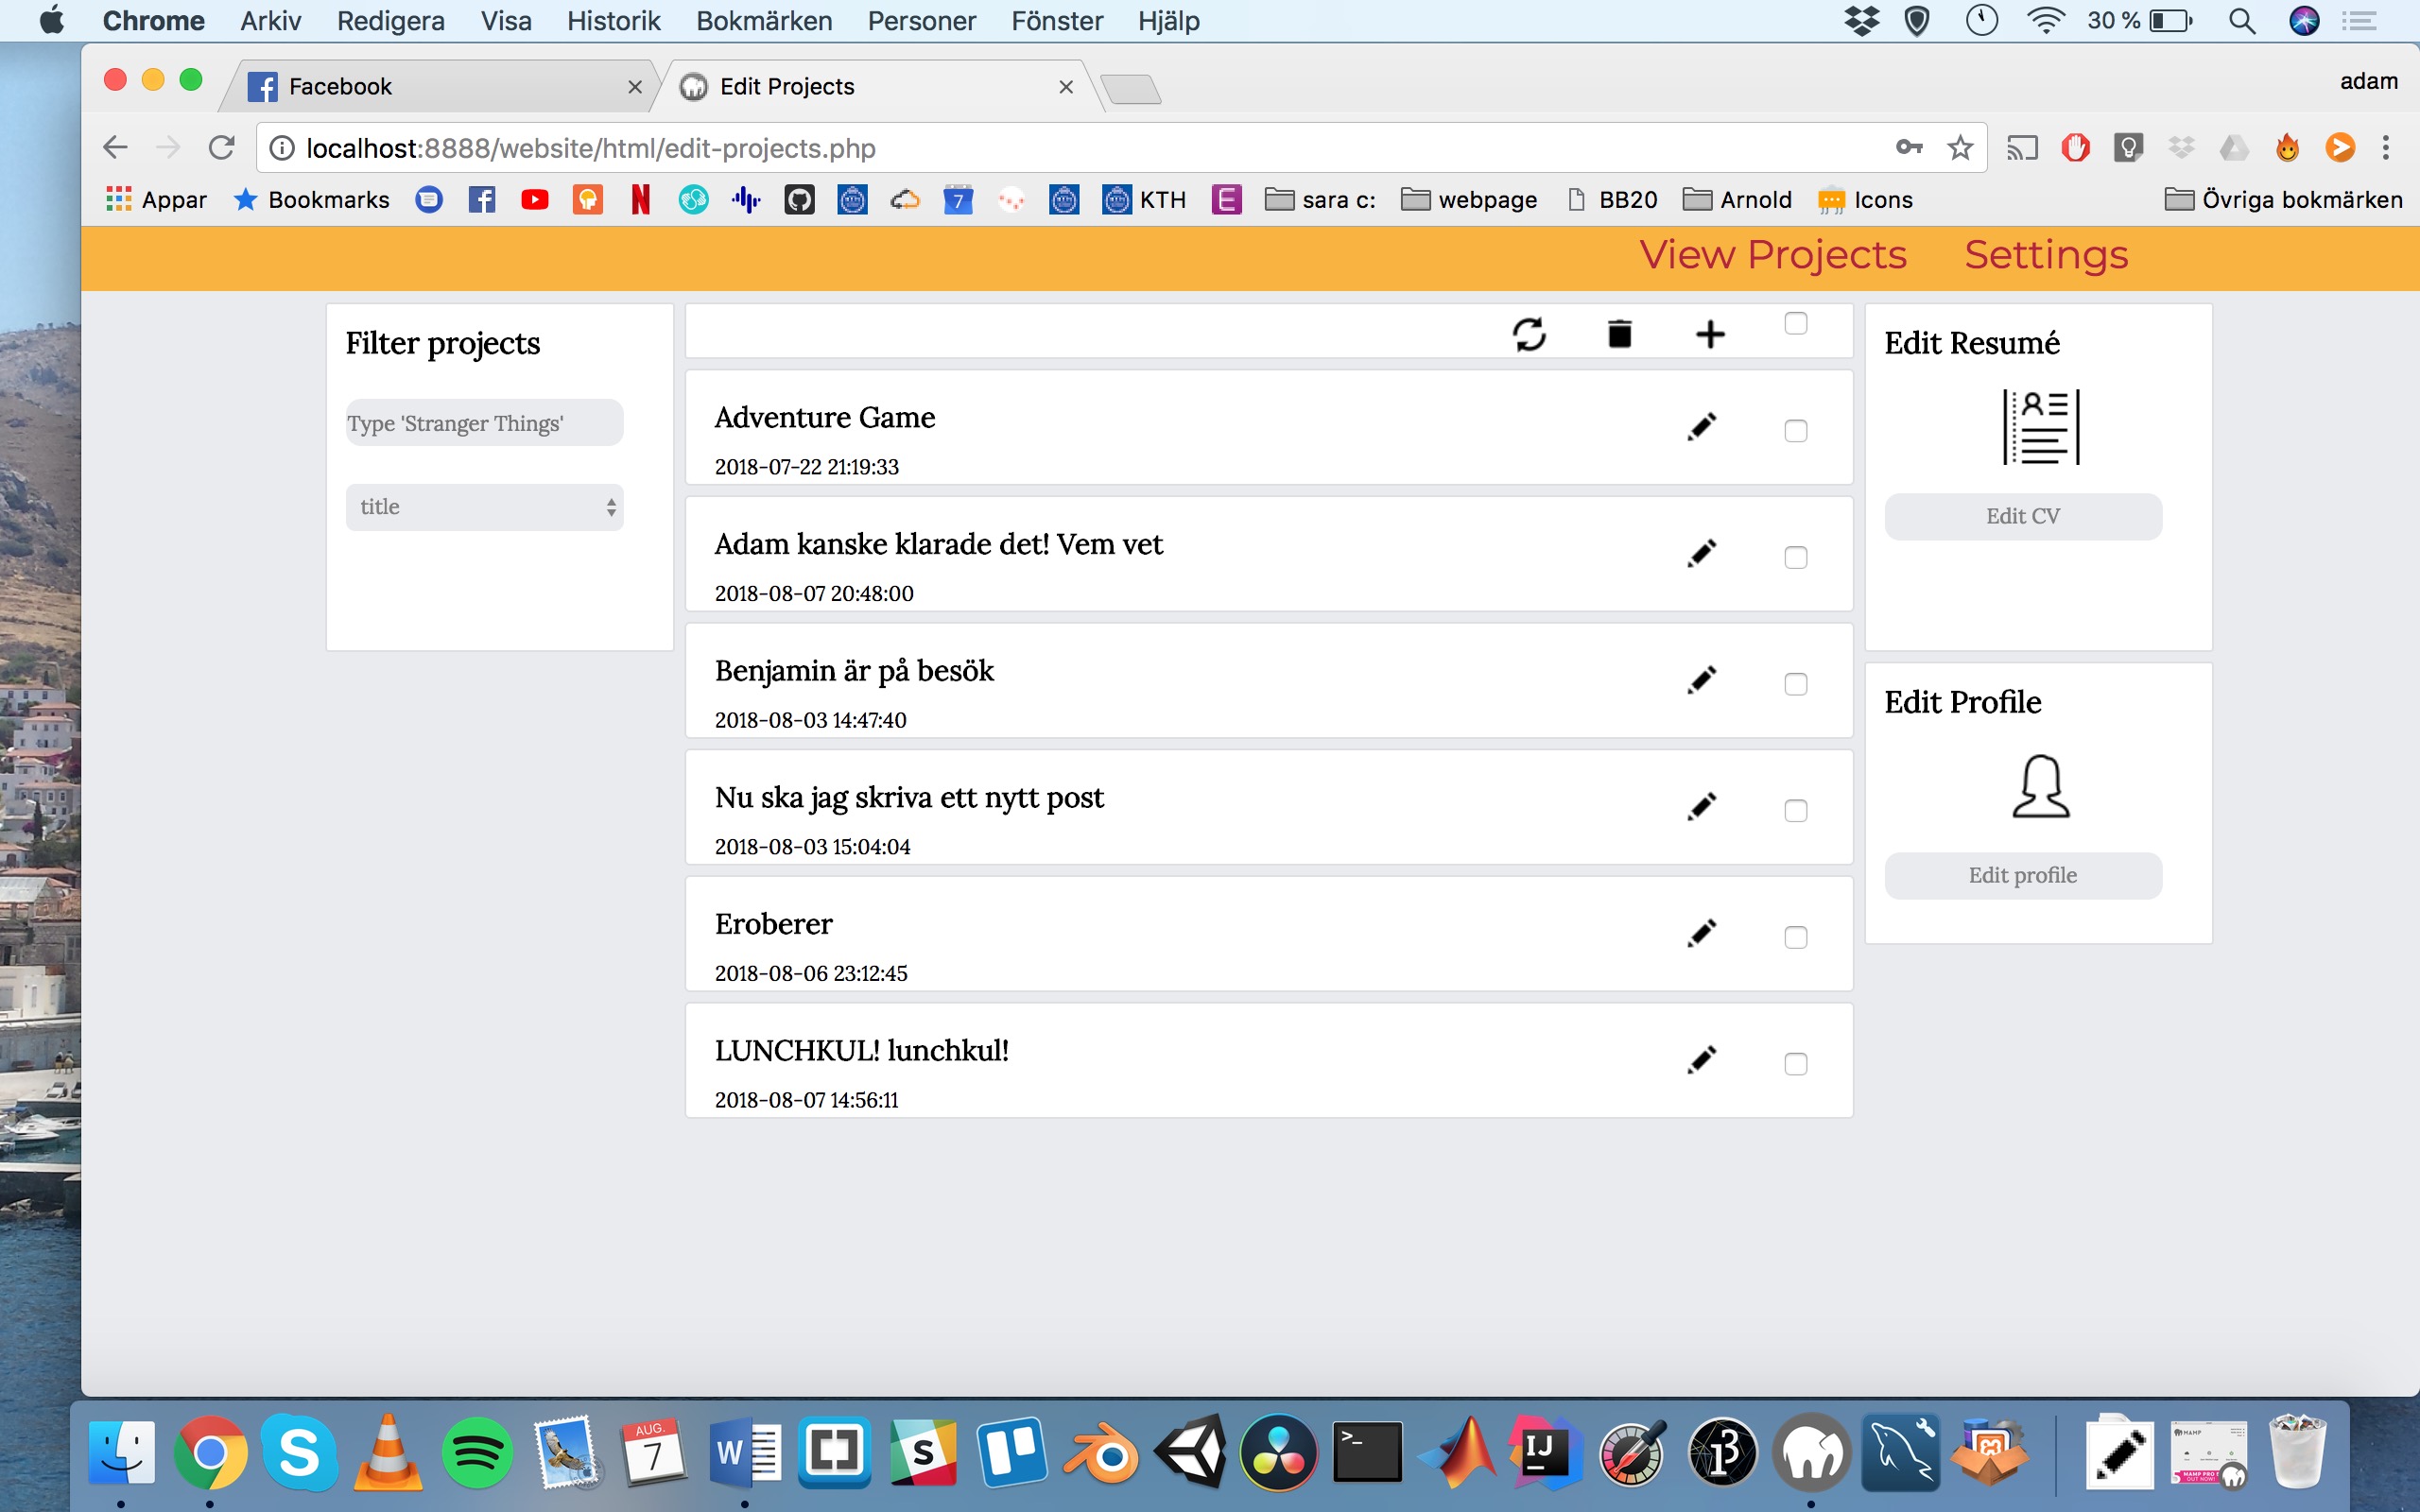 Chrome Arkiv Redigera Visa Historik Bokmärken Personer Fönster Hjälp 30 %
Facebook Edit Projects adam
localhost:8888/website/html/edit-projects.php
Appar Bookmarks 7 KTH E sara c: webpage BB20 Arnold Icons Övriga bokmärken
View Projects Settings
Filter projects
Type 'Stranger Things'
title
Adventure Game
2018-07-22 21:19:33
Adam kanske klarade det! Vem vet
2018-08-07 20:48:00
Benjamin är på besök
2018-08-03 14:47:40
Nu ska jag skriva ett nytt post
2018-08-03 15:04:04
Eroberer
2018-08-06 23:12:45
LUNCHKUL! lunchkul!
2018-08-07 14:56:11
Edit Resumé
Edit CV
Edit Profile
Edit profile
AUG.
7
W
S
S
>_
IJ
MAMP